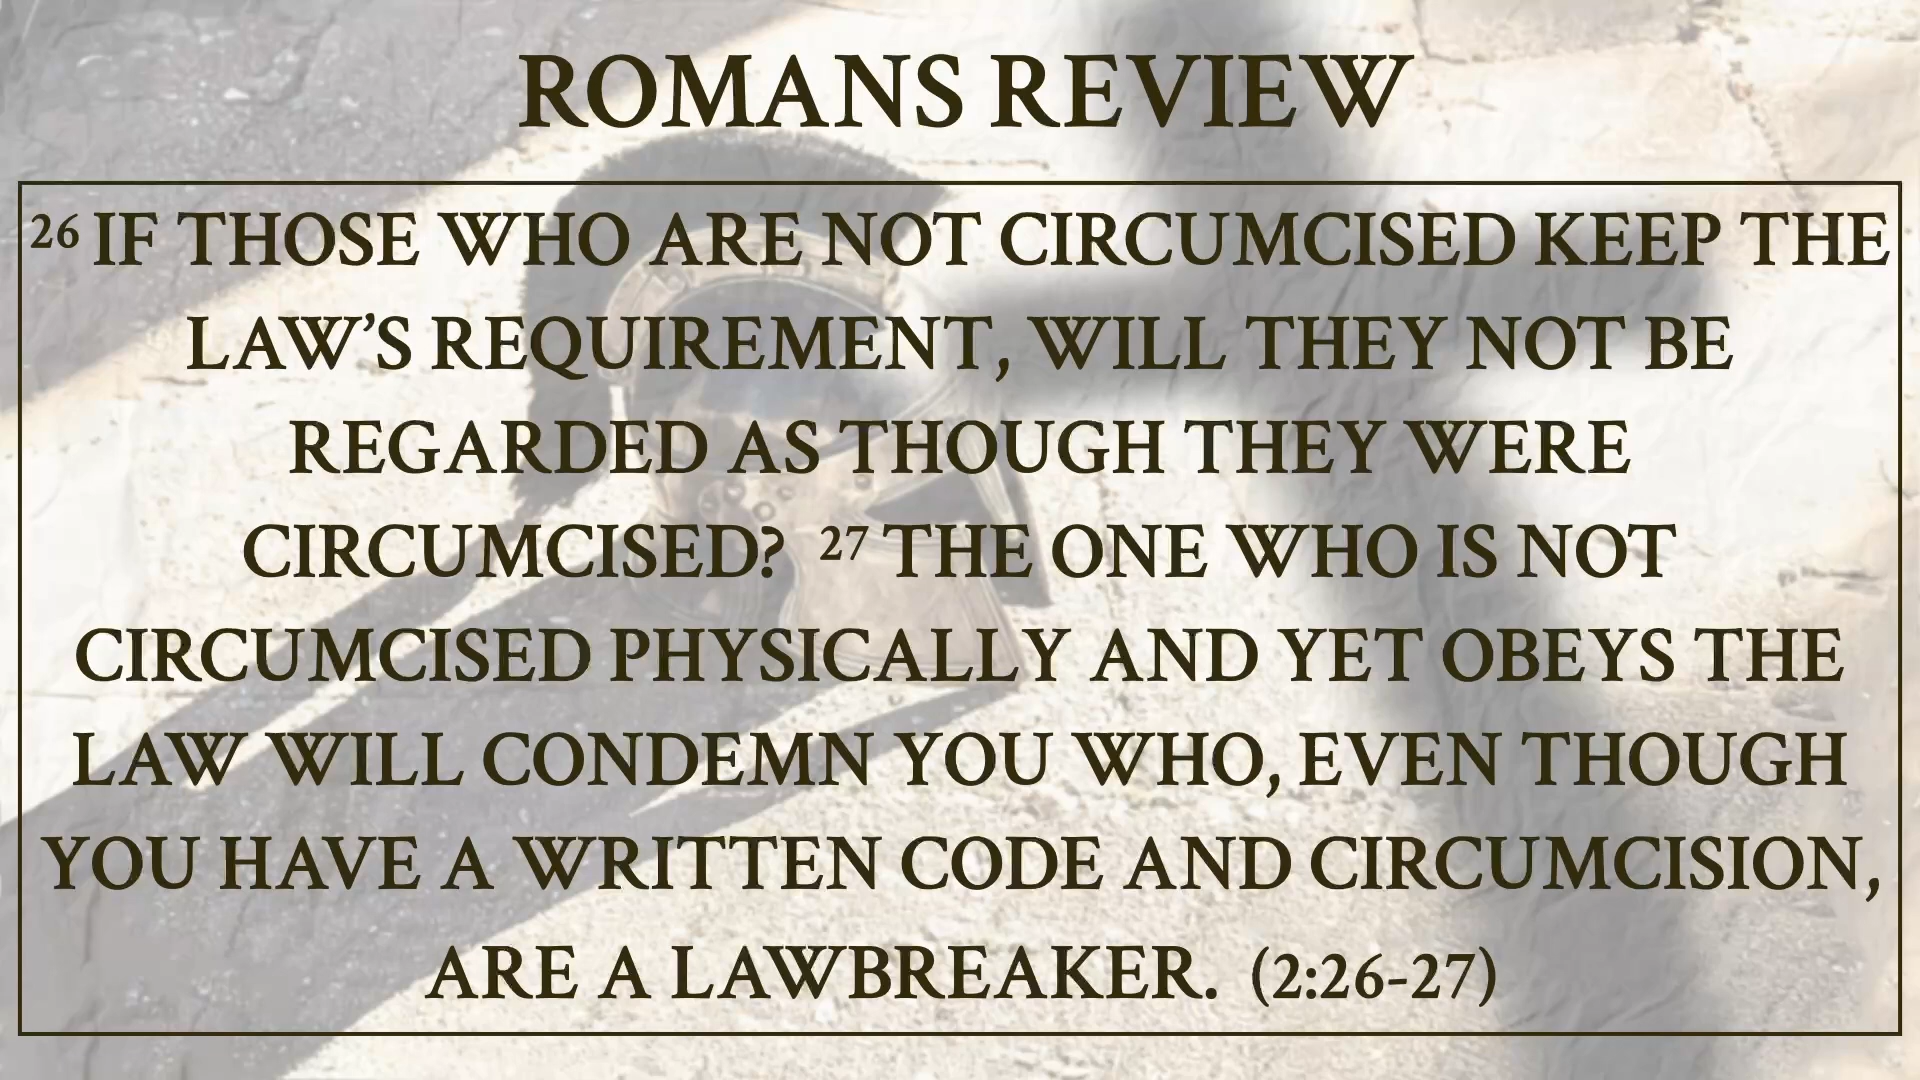 ROMANS REVIEW
26 IF THOSE WHO ARE NOT CIRCUMCISED KEEP THE
LAW’S REQUIREMENT, WILL THEY NOT BE
REGARDED AS THOUGH THEY WERE
CIRCUMCISED? 27 THE ONE WHO IS NOT
CIRCUMCISED PHYSICALLY AND YET OBEYS THE
LAW WILL CONDEMN YOU WHO, EVEN THOUGH
YOU HAVE A WRITTEN CODE AND CIRCUMCISION,
ARE A LAWBREAKER. (2:26-27)